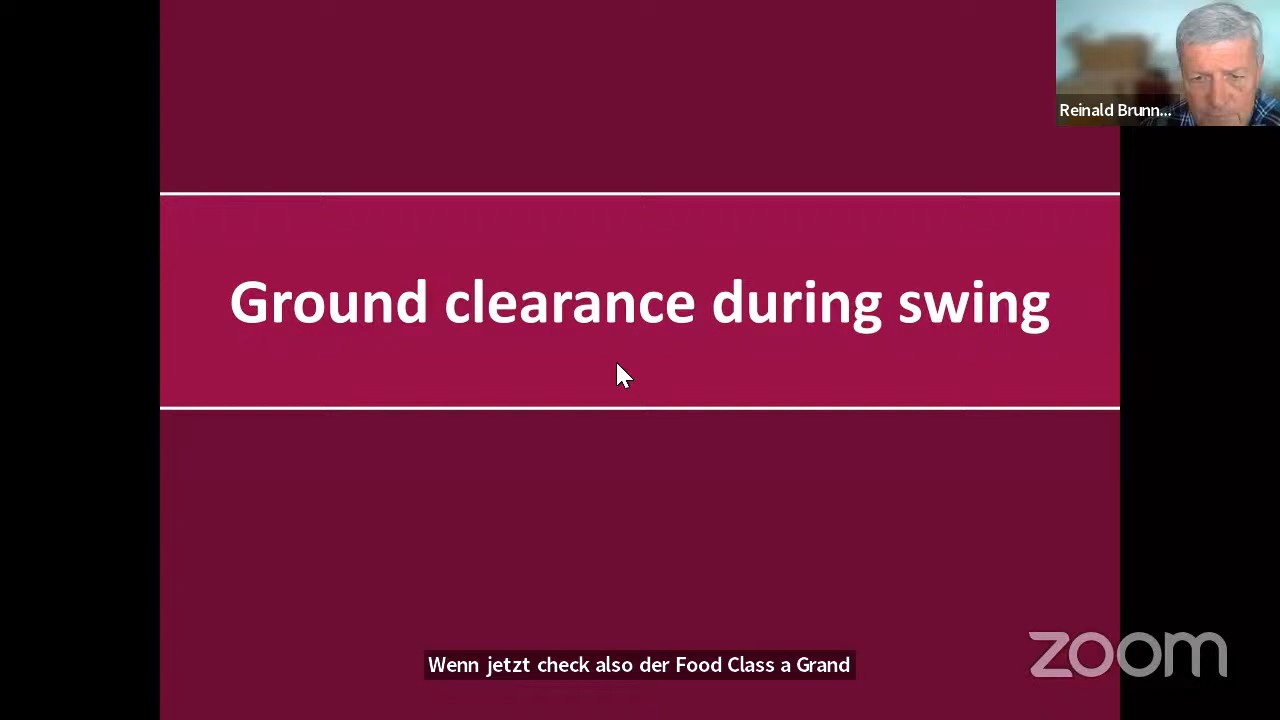 Reinald Brunn...
Ground clearance during swing
Wenn jetzt check also der Food Class a Grand
zoom